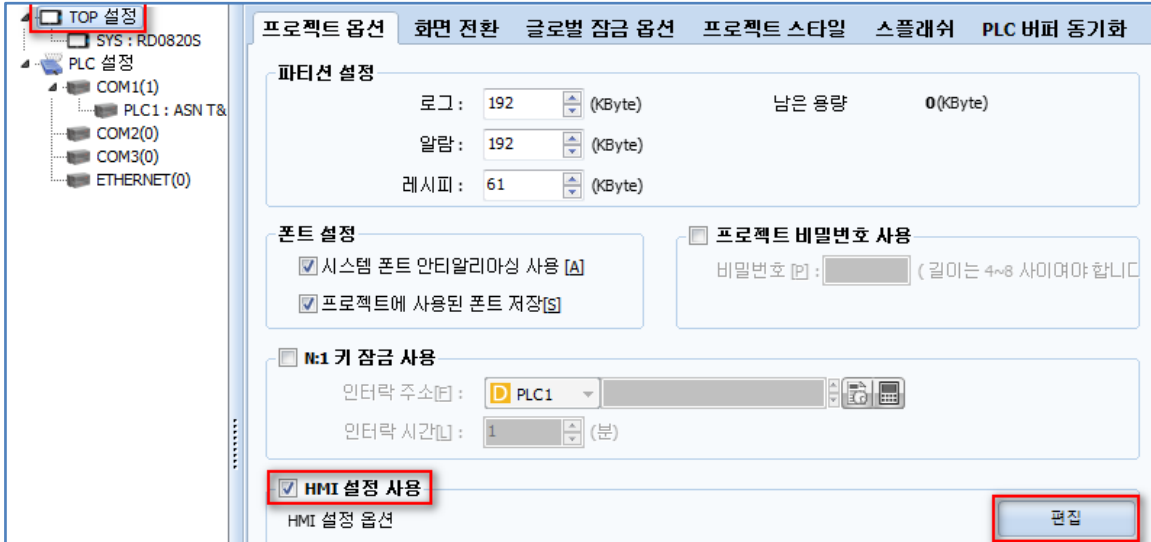 TOP 설정
SYS : RD0820S
PLC 설정
COM1(1)
PLC1 : ASN T&
COM2(0)
COM3(0)
ETHERNET(0)
프로젝트 옵션 화면 전환 글로벌 잠금 옵션 프로젝트 스타일 스플래쉬 PLC 버퍼 동기화
파티션 설정
로그 : 192 (KByte) 남은 용량 0(KByte)
알람 : 192 (KByte)
레시피 : 61 (KByte)
폰트 설정
시스템 폰트 안티알리아싱 사용 [A]
프로젝트에 사용된 폰트 저장[S]
프로젝트 비밀번호 사용
비밀번호 [P] : ( 길이는 4~8 사이여야 합니다
N:1 키 잠금 사용
인터락 주소[F] : D PLC1
인터락 시간[L] : 1 (분)
HMI 설정 사용
HMI 설정 옵션 편집